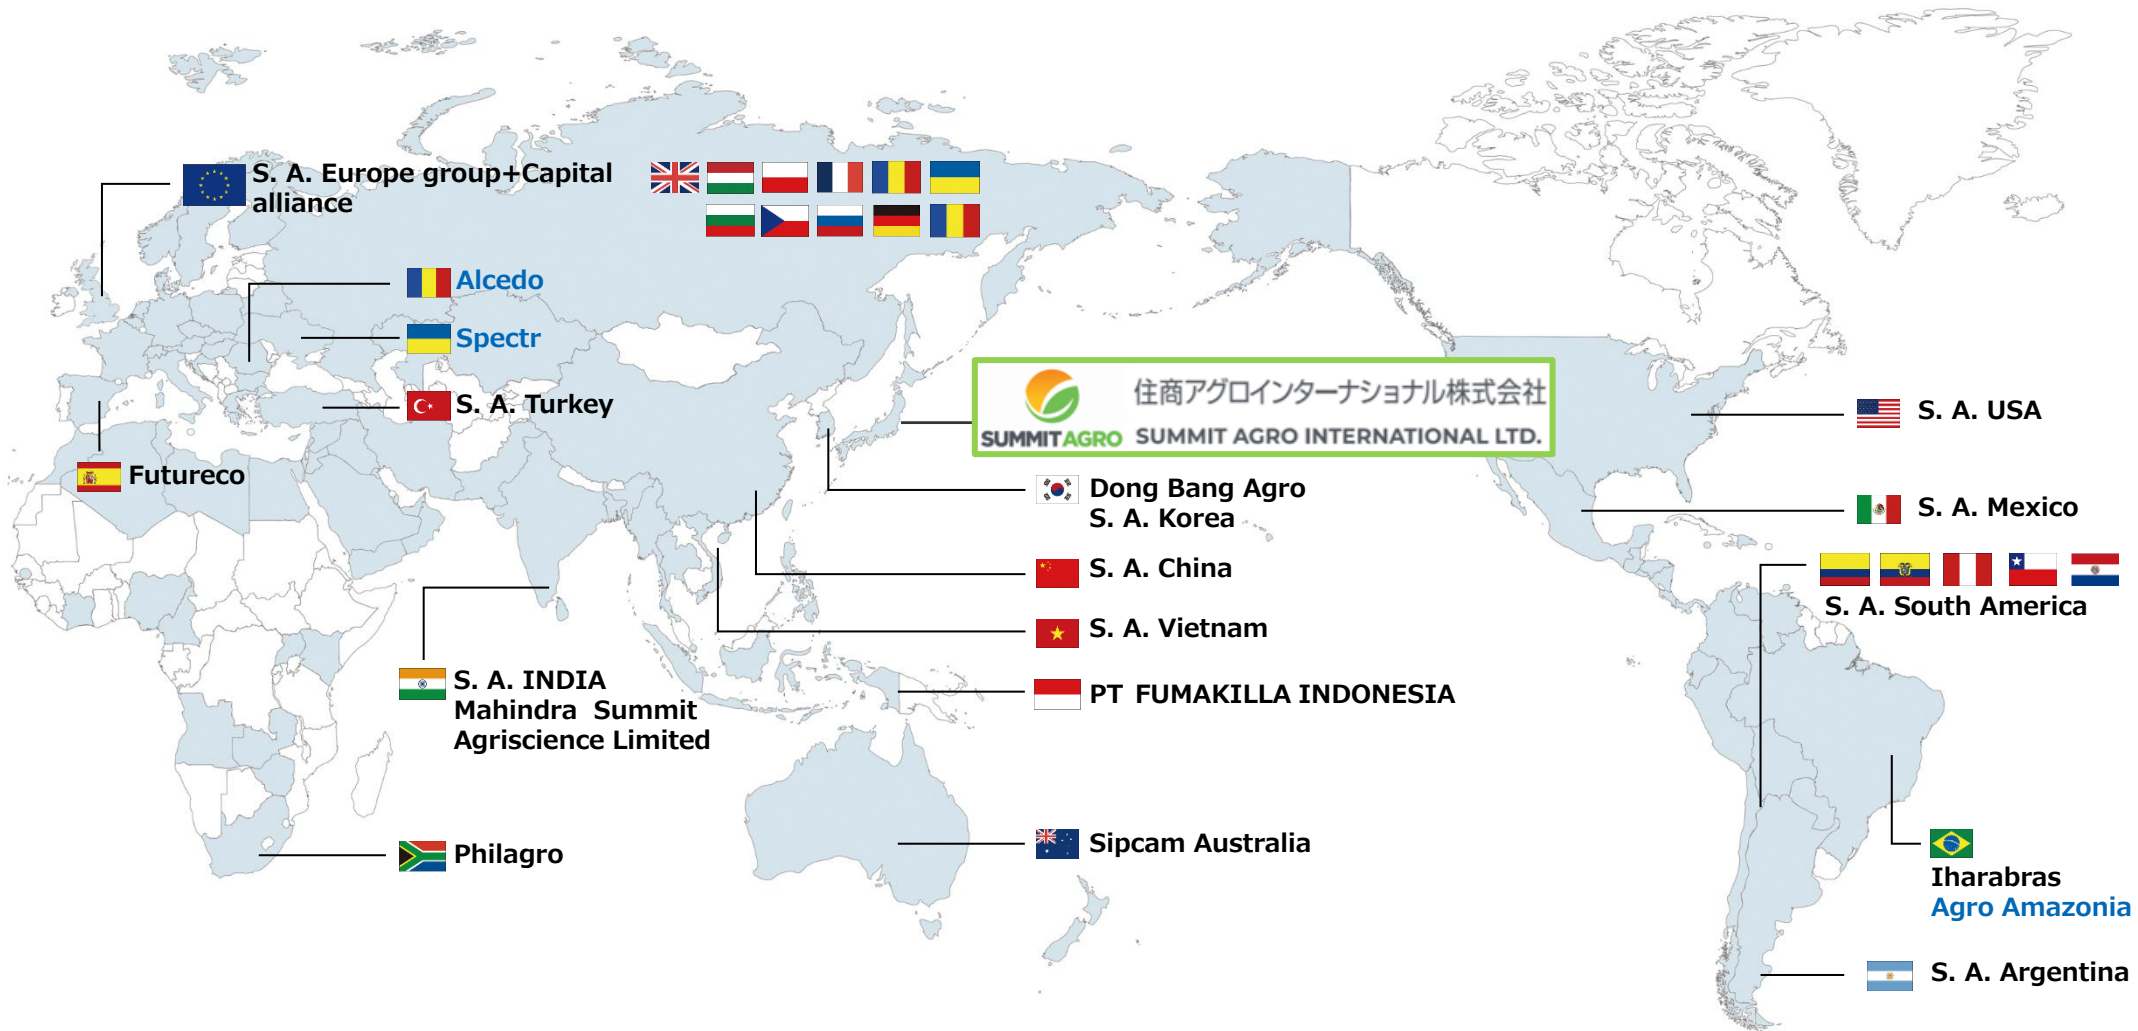 S. A. Europe group+Capital
alliance
Alcedo
Spectr
S. A. Turkey
Futureco
住商アグロインターナショナル株式会社
SUMMIT AGRO
SUMMIT AGRO INTERNATIONAL LTD.
S. A. USA
Dong Bang Agro
S. A. Korea
S. A. Mexico
S. A. China
S. A. South America
S. A. Vietnam
S. A. INDIA
Mahindra Summit
Agriscience Limited
PT FUMAKILLA INDONESIA
Philagro
Sipcam Australia
Iharabras
Agro Amazonia
S. A. Argentina